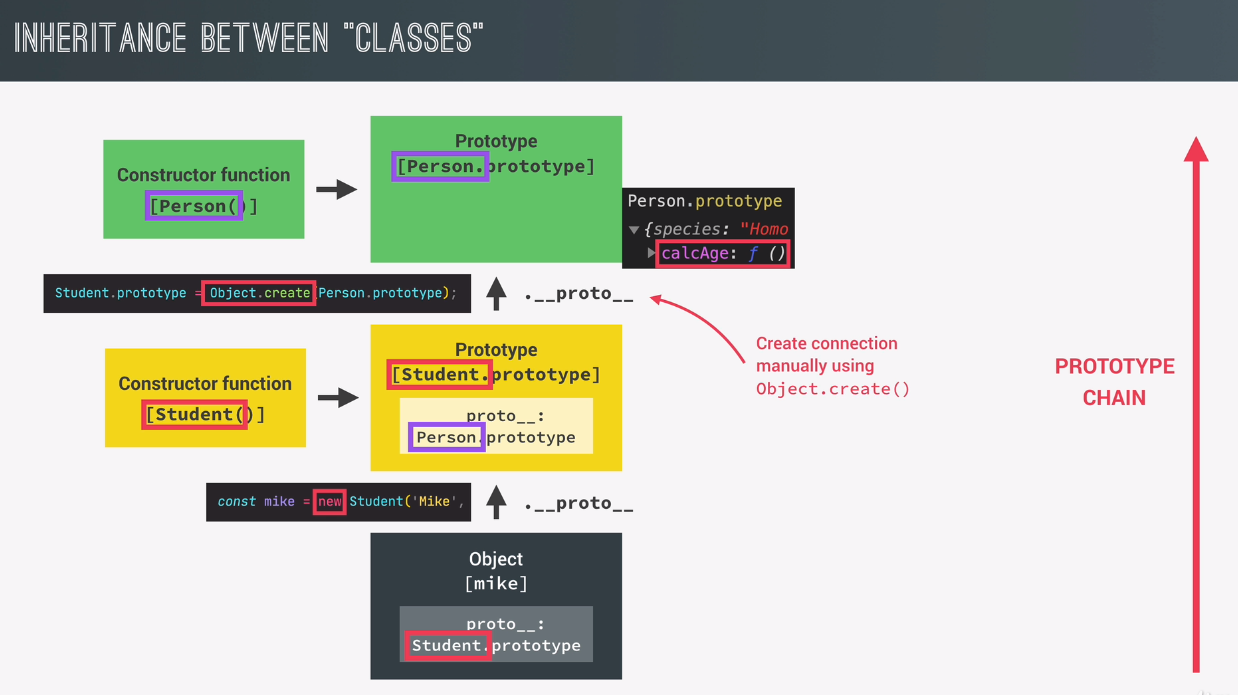 INHERITANCE BETWEEN "CLASSES"
Constructor function
[Person()]
Prototype
[Person.prototype]
Person.prototype
{species: "Homo
calcAge: ƒ ()
Student.prototype = Object.create(Person.prototype);
.__proto__
Create connection
manually using
Object.create()
PROTOTYPE
CHAIN
Constructor function
[Student()]
Prototype
[Student.prototype]
proto__:
Person.prototype
const mike = new Student('Mike',
.__proto__
Object
[mike]
proto__:
Student.prototype